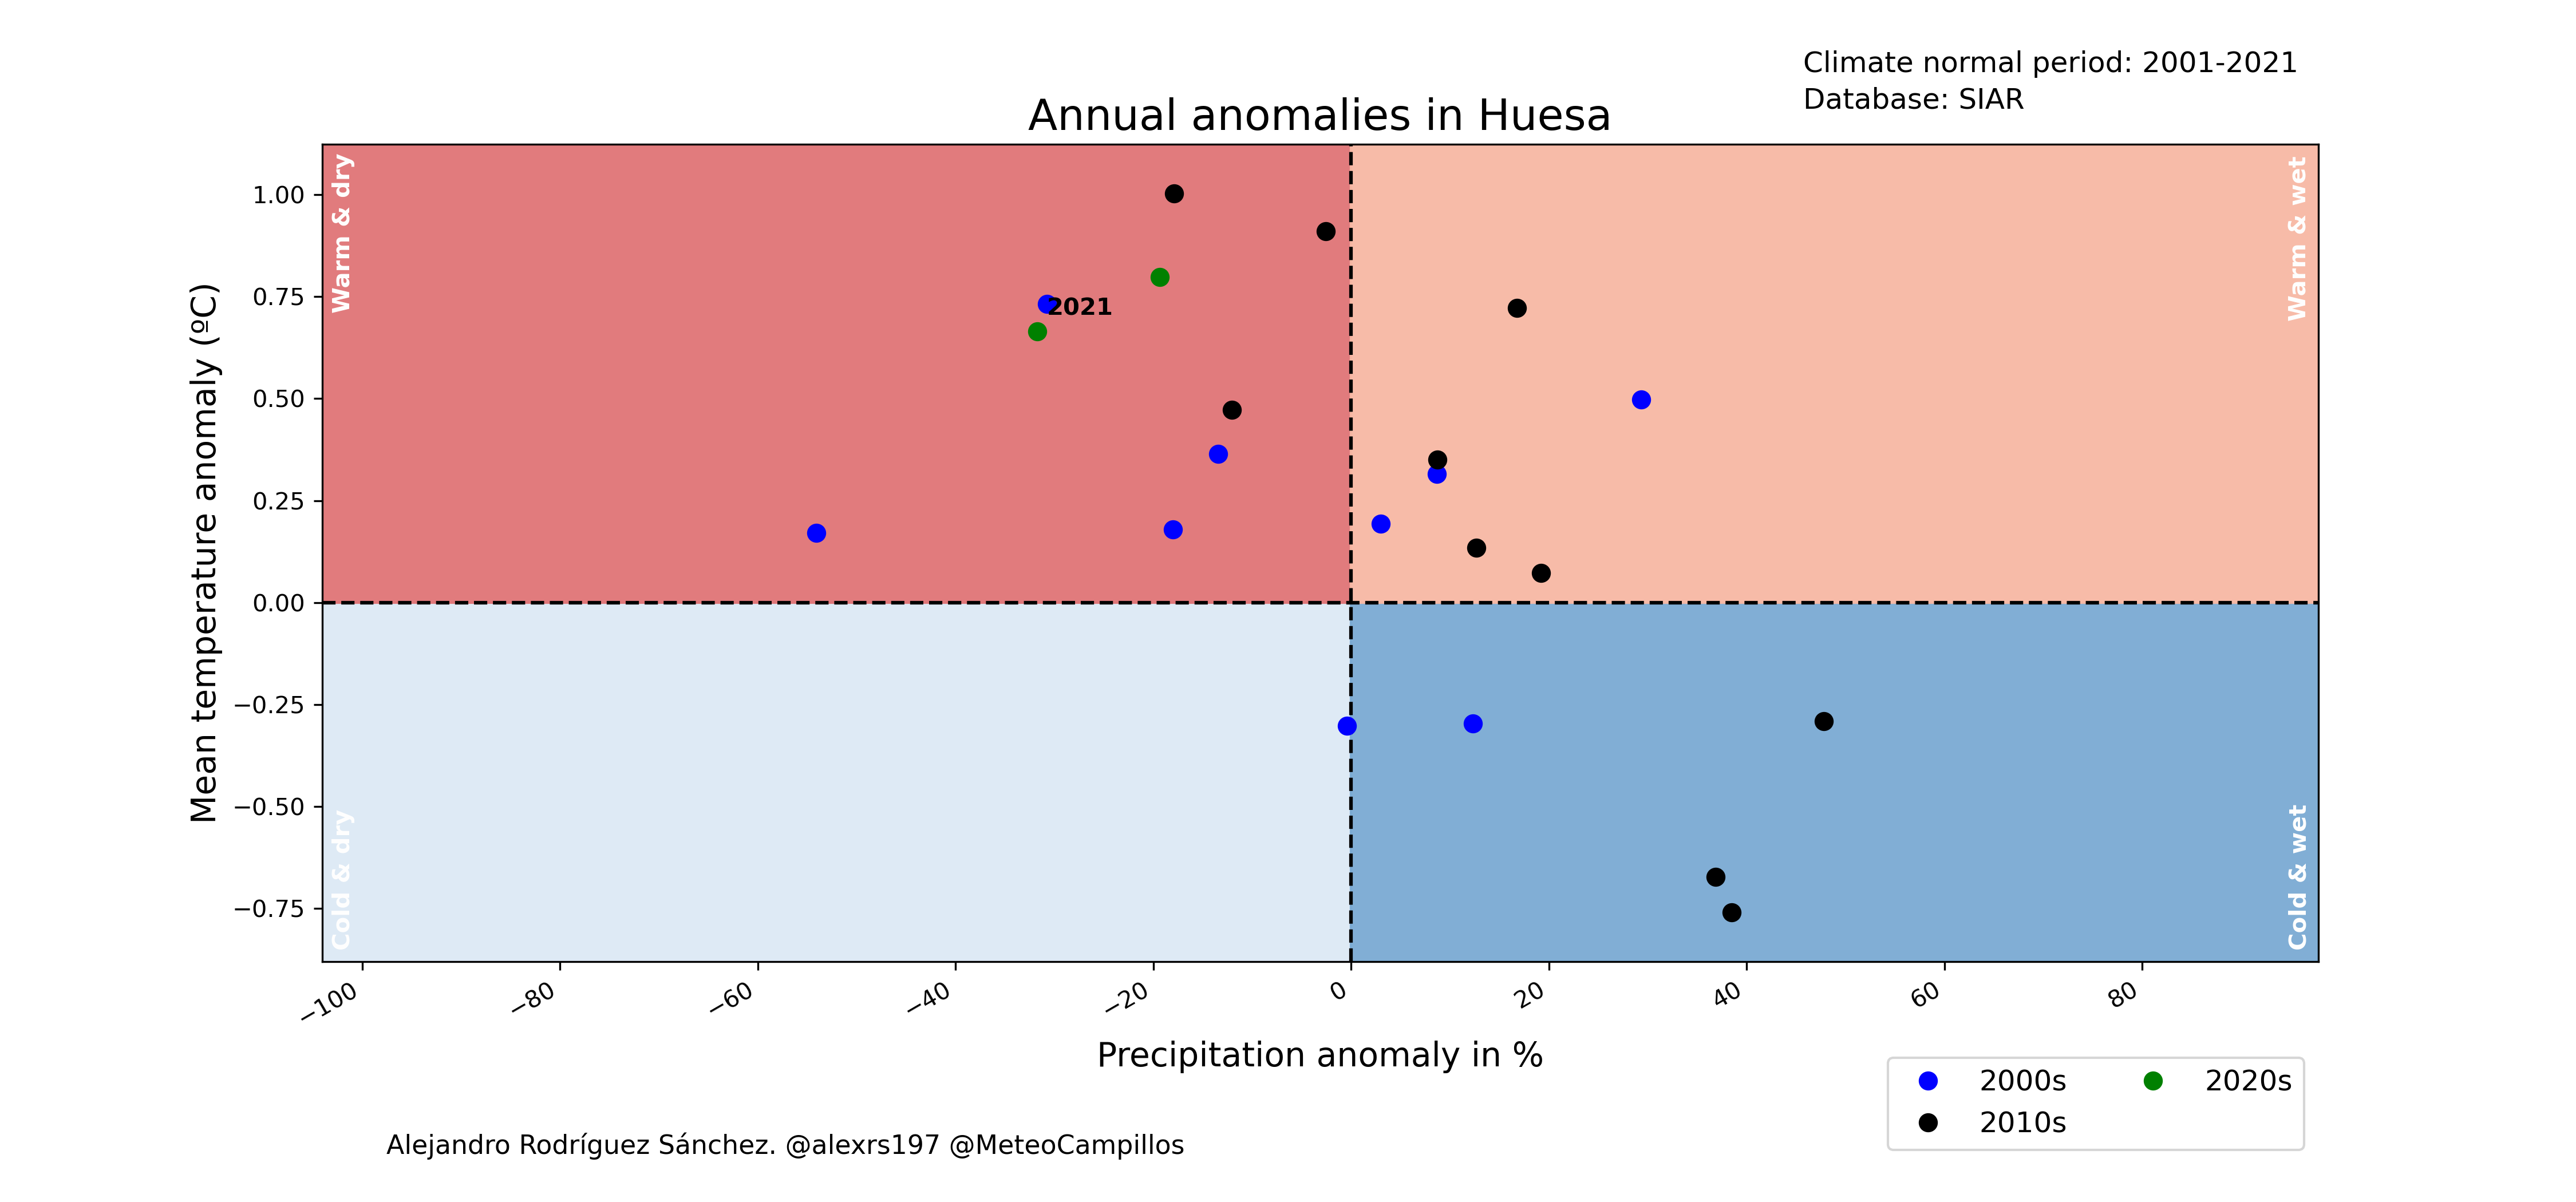 Climate normal period: 2001-2021
Database: SIAR
Annual anomalies in Huesa
Warm & dry
Warm & wet
Cold & dry
Cold & wet
2021
Mean temperature anomaly (ºC)
1.00
0.75
0.50
0.25
0.00
−0.25
−0.50
−0.75
−100
−80
−60
−40
−20
0
20
40
60
80
Precipitation anomaly in %
2000s
2010s
2020s
Alejandro Rodríguez Sánchez. @alexrs197 @MeteoCampillos